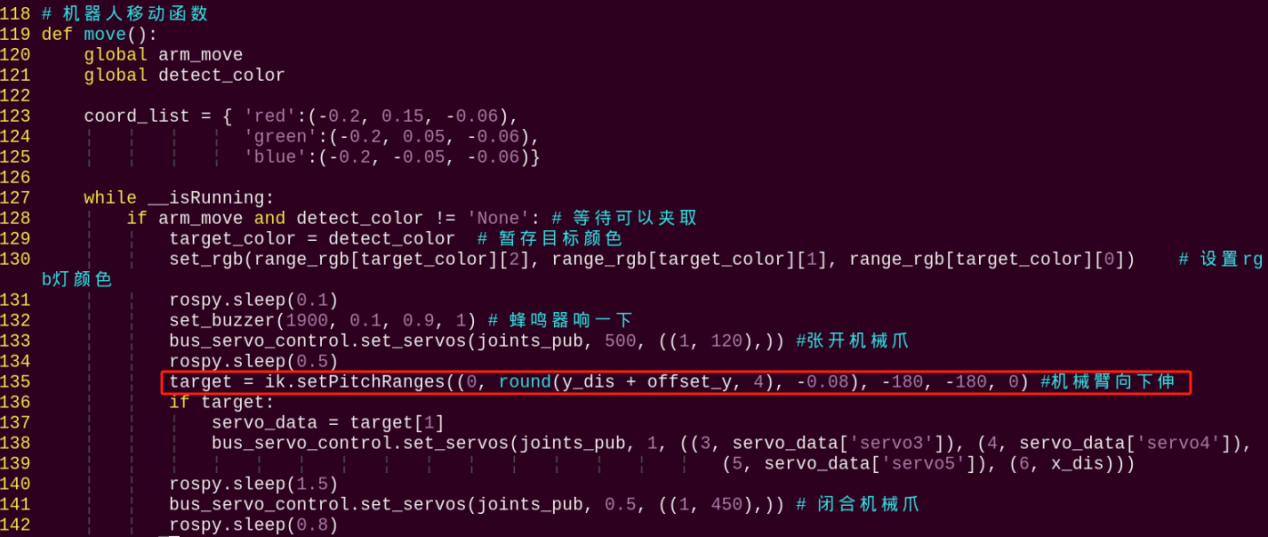 118 # 机器人移动函数
119 def move():
120     global arm_move
121     global detect_color
122
123     coord_list = { 'red':(-0.2, 0.15, -0.06),
124                    'green':(-0.2, 0.05, -0.06),
125                    'blue':(-0.2, -0.05, -0.06)}
126
127     while __isRunning:
128         if arm_move and detect_color != 'None': # 等待可以夹取
129             target_color = detect_color  # 暂存目标颜色
130             set_rgb(range_rgb[target_color][2], range_rgb[target_color][1], range_rgb[target_color][0])    # 设置rg
b灯颜色
131             rospy.sleep(0.1)
132             set_buzzer(1900, 0.1, 0.9, 1) # 蜂鸣器响一下
133             bus_servo_control.set_servos(joints_pub, 500, ((1, 120),)) #张开机械爪
134             rospy.sleep(0.5)
135             target = ik.setPitchRanges((0, round(y_dis + offset_y, 4), -0.08), -180, -180, 0) #机械臂向下伸
136             if target:
137                 servo_data = target[1]
138                 bus_servo_control.set_servos(joints_pub, 1, ((3, servo_data['servo3']), (4, servo_data['servo4']),
139                                                                 (5, servo_data['servo5']), (6, x_dis)))
140             rospy.sleep(1.5)
141             bus_servo_control.set_servos(joints_pub, 0.5, ((1, 450),)) # 闭合机械爪
142             rospy.sleep(0.8)